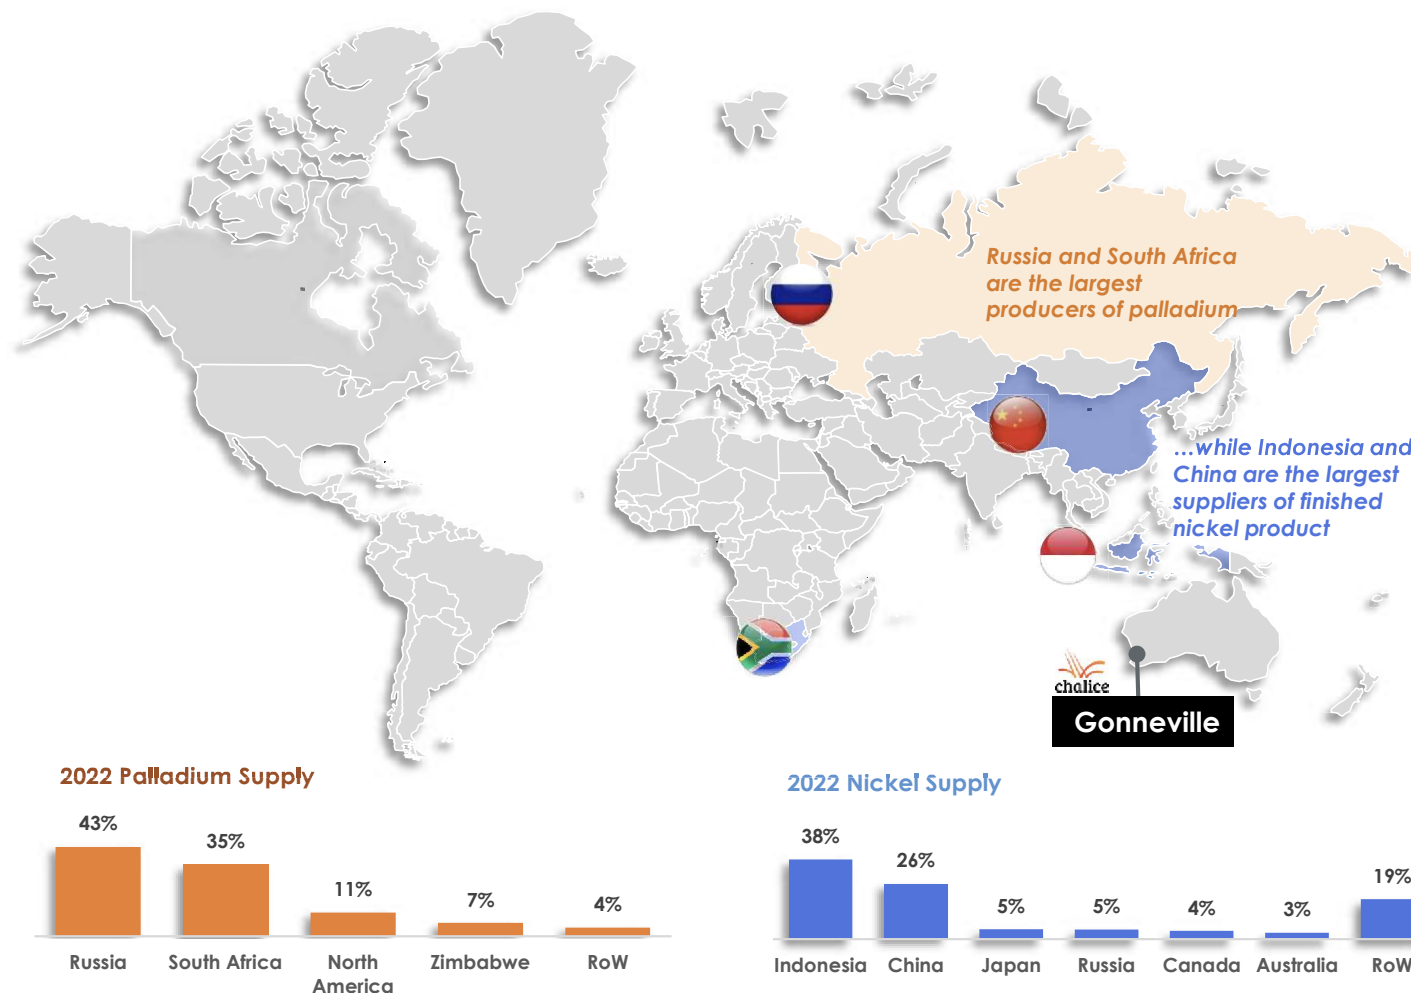 Russia and South Africa
are the largest
producers of palladium
...while Indonesia and
China are the largest
suppliers of finished
nickel product
chalice
Gonneville
2022 Palladium Supply
43%
35%
11%
7%
4%
Russia
South Africa
North
America
Zimbabwe
RoW
2022 Nickel Supply
38%
26%
5%
5%
4%
3%
19%
Indonesia
China
Japan
Russia
Canada
Australia
RoW